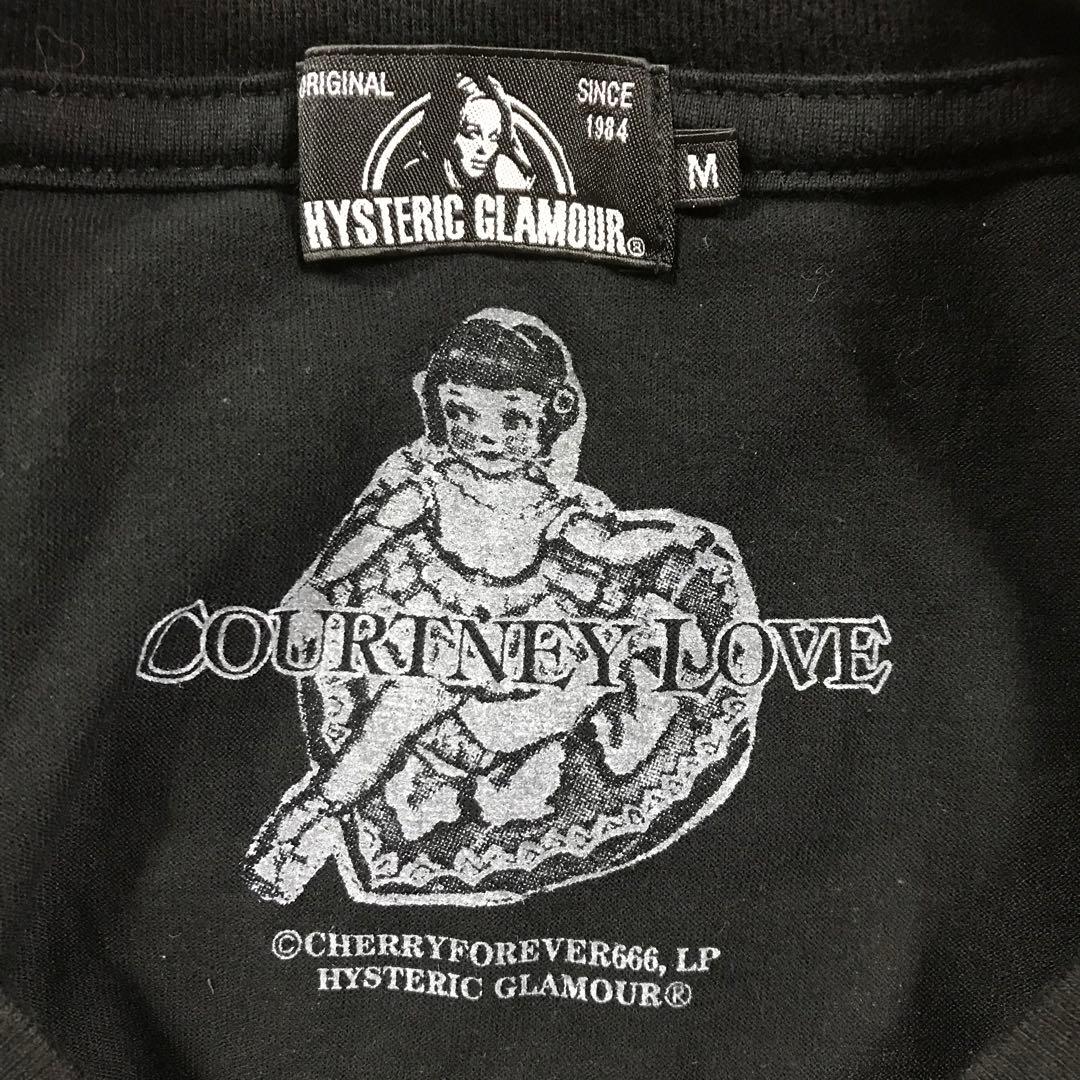 ORIGINAL
SINCE
1984
HYSTERIC GLAMOUR®
M
COURTNEY LOVE
©CHERRYFOREVER666, LP
HYSTERIC GLAMOUR®